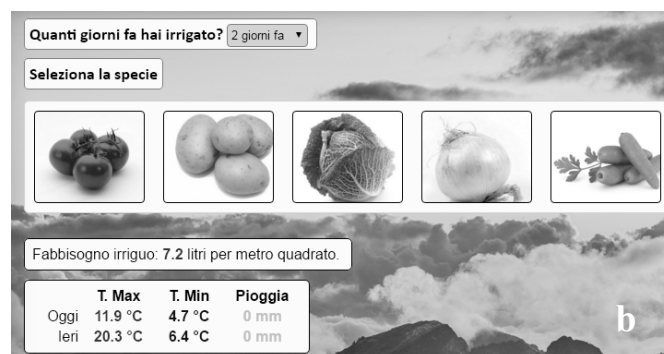 Quanti giorni fa hai irrigato? 2 giorni fa
Seleziona la specie
Fabbisogno irriguo: 7.2 litri per metro quadrato.
T. Max T. Min Pioggia
Oggi 11.9 °C 4.7 °C 0 mm
Ieri 20.3 °C 6.4 °C 0 mm
b